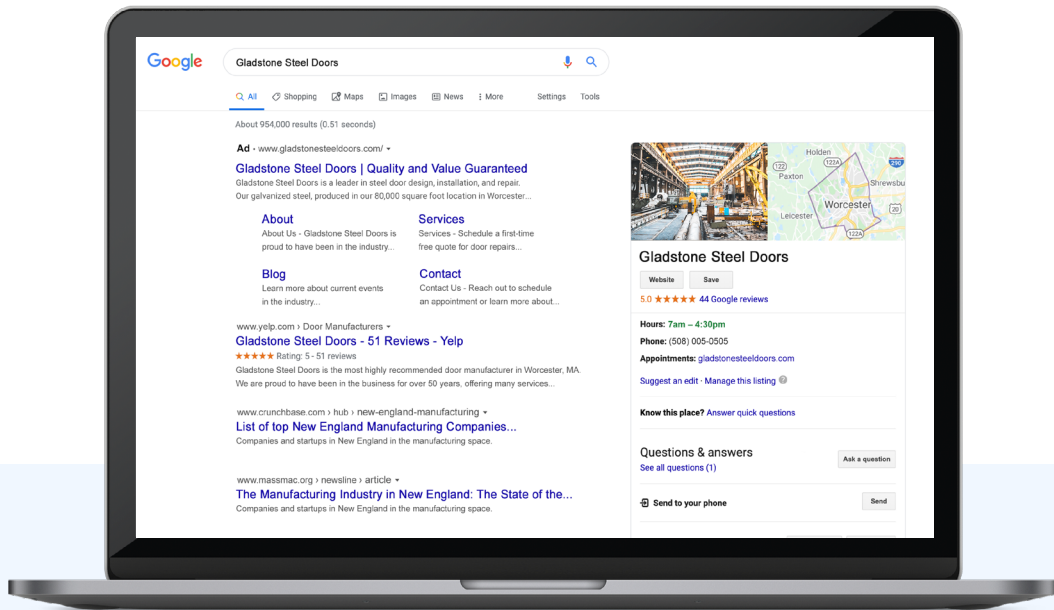 Google
Gladstone Steel Doors
All Shopping Maps Images News More Settings Tools
About 954,000 results (0.51 seconds)
Ad · www.gladstonesteeldoors.com/
Gladstone Steel Doors | Quality and Value Guaranteed
Gladstone Steel Doors is a leader in steel door design, installation, and repair.
Our galvanized steel, produced in our 80,000 square foot location in Worcester...
About
About Us - Gladstone Steel Doors is
proud to have been in the industry...
Services
Services - Schedule a first-time
free quote for door repairs...
Blog
Learn more about current events
in the industry...
Contact
Contact Us - Reach out to schedule
an appointment or learn more about...
www.yelp.com › Door Manufacturers
Gladstone Steel Doors - 51 Reviews - Yelp
Rating: 5 - 51 reviews
Gladstone Steel Doors is the most highly recommended door manufacturer in Worcester, MA.
We are proud to have been in the business for over 50 years, offering many services...
www.crunchbase.com › hub › new-england-manufacturing
List of top New England Manufacturing Companies...
Companies and startups in New England in the manufacturing space.
www.massmac.org › newsline › article
The Manufacturing Industry in New England: The State of the...
Companies and startups in New England in the manufacturing space.
Holden
122 122A 290
Paxton
Shrewsbu
Worcester
20
Leicester
122A
Gladstone Steel Doors
Website Save
5.0 ★★★★★ 44 Google reviews
Hours: 7am – 4:30pm
Phone: (508) 005-0505
Appointments: gladstonesteeldoors.com
Suggest an edit · Manage this listing ?
Know this place? Answer quick questions
Questions & answers
See all questions (1)
Ask a question
Send to your phone
Send